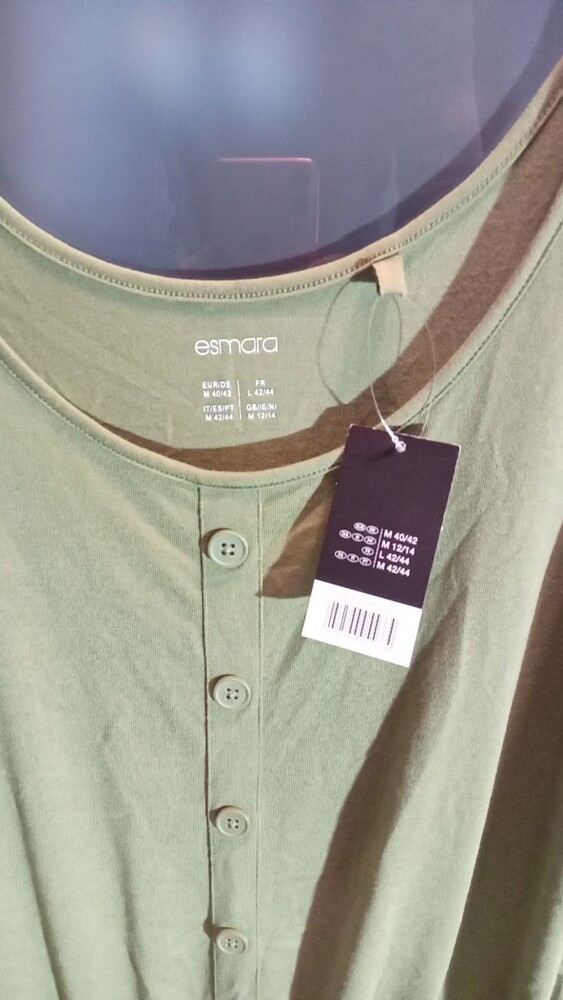 esmara
EUR/DE FR
M 40/42 L 42/44
IT/ES/PT GB/IE/NI
M 42/44 M 12/14
M 40/42
M 12/14
L 42/44
M 42/44